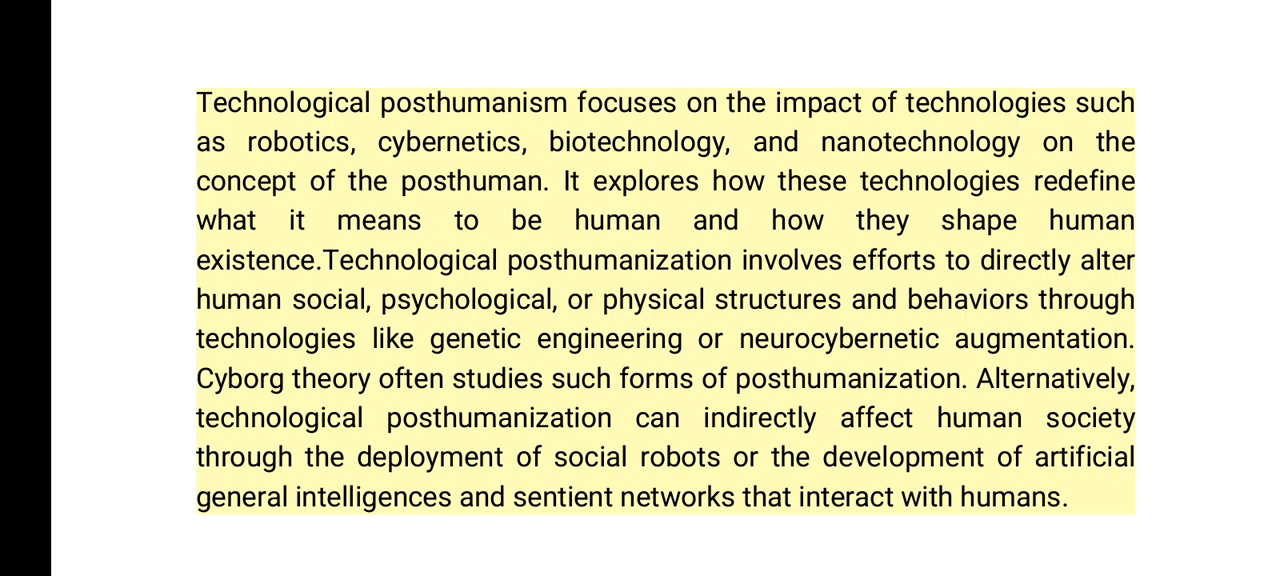 Technological posthumanism focuses on the impact of technologies such
as robotics, cybernetics, biotechnology, and nanotechnology on the
concept of the posthuman. It explores how these technologies redefine
what it means to be human and how they shape human
existence.Technological posthumanization involves efforts to directly alter
human social, psychological, or physical structures and behaviors through
technologies like genetic engineering or neurocybernetic augmentation.
Cyborg theory often studies such forms of posthumanization. Alternatively,
technological posthumanization can indirectly affect human society
through the deployment of social robots or the development of artificial
general intelligences and sentient networks that interact with humans.